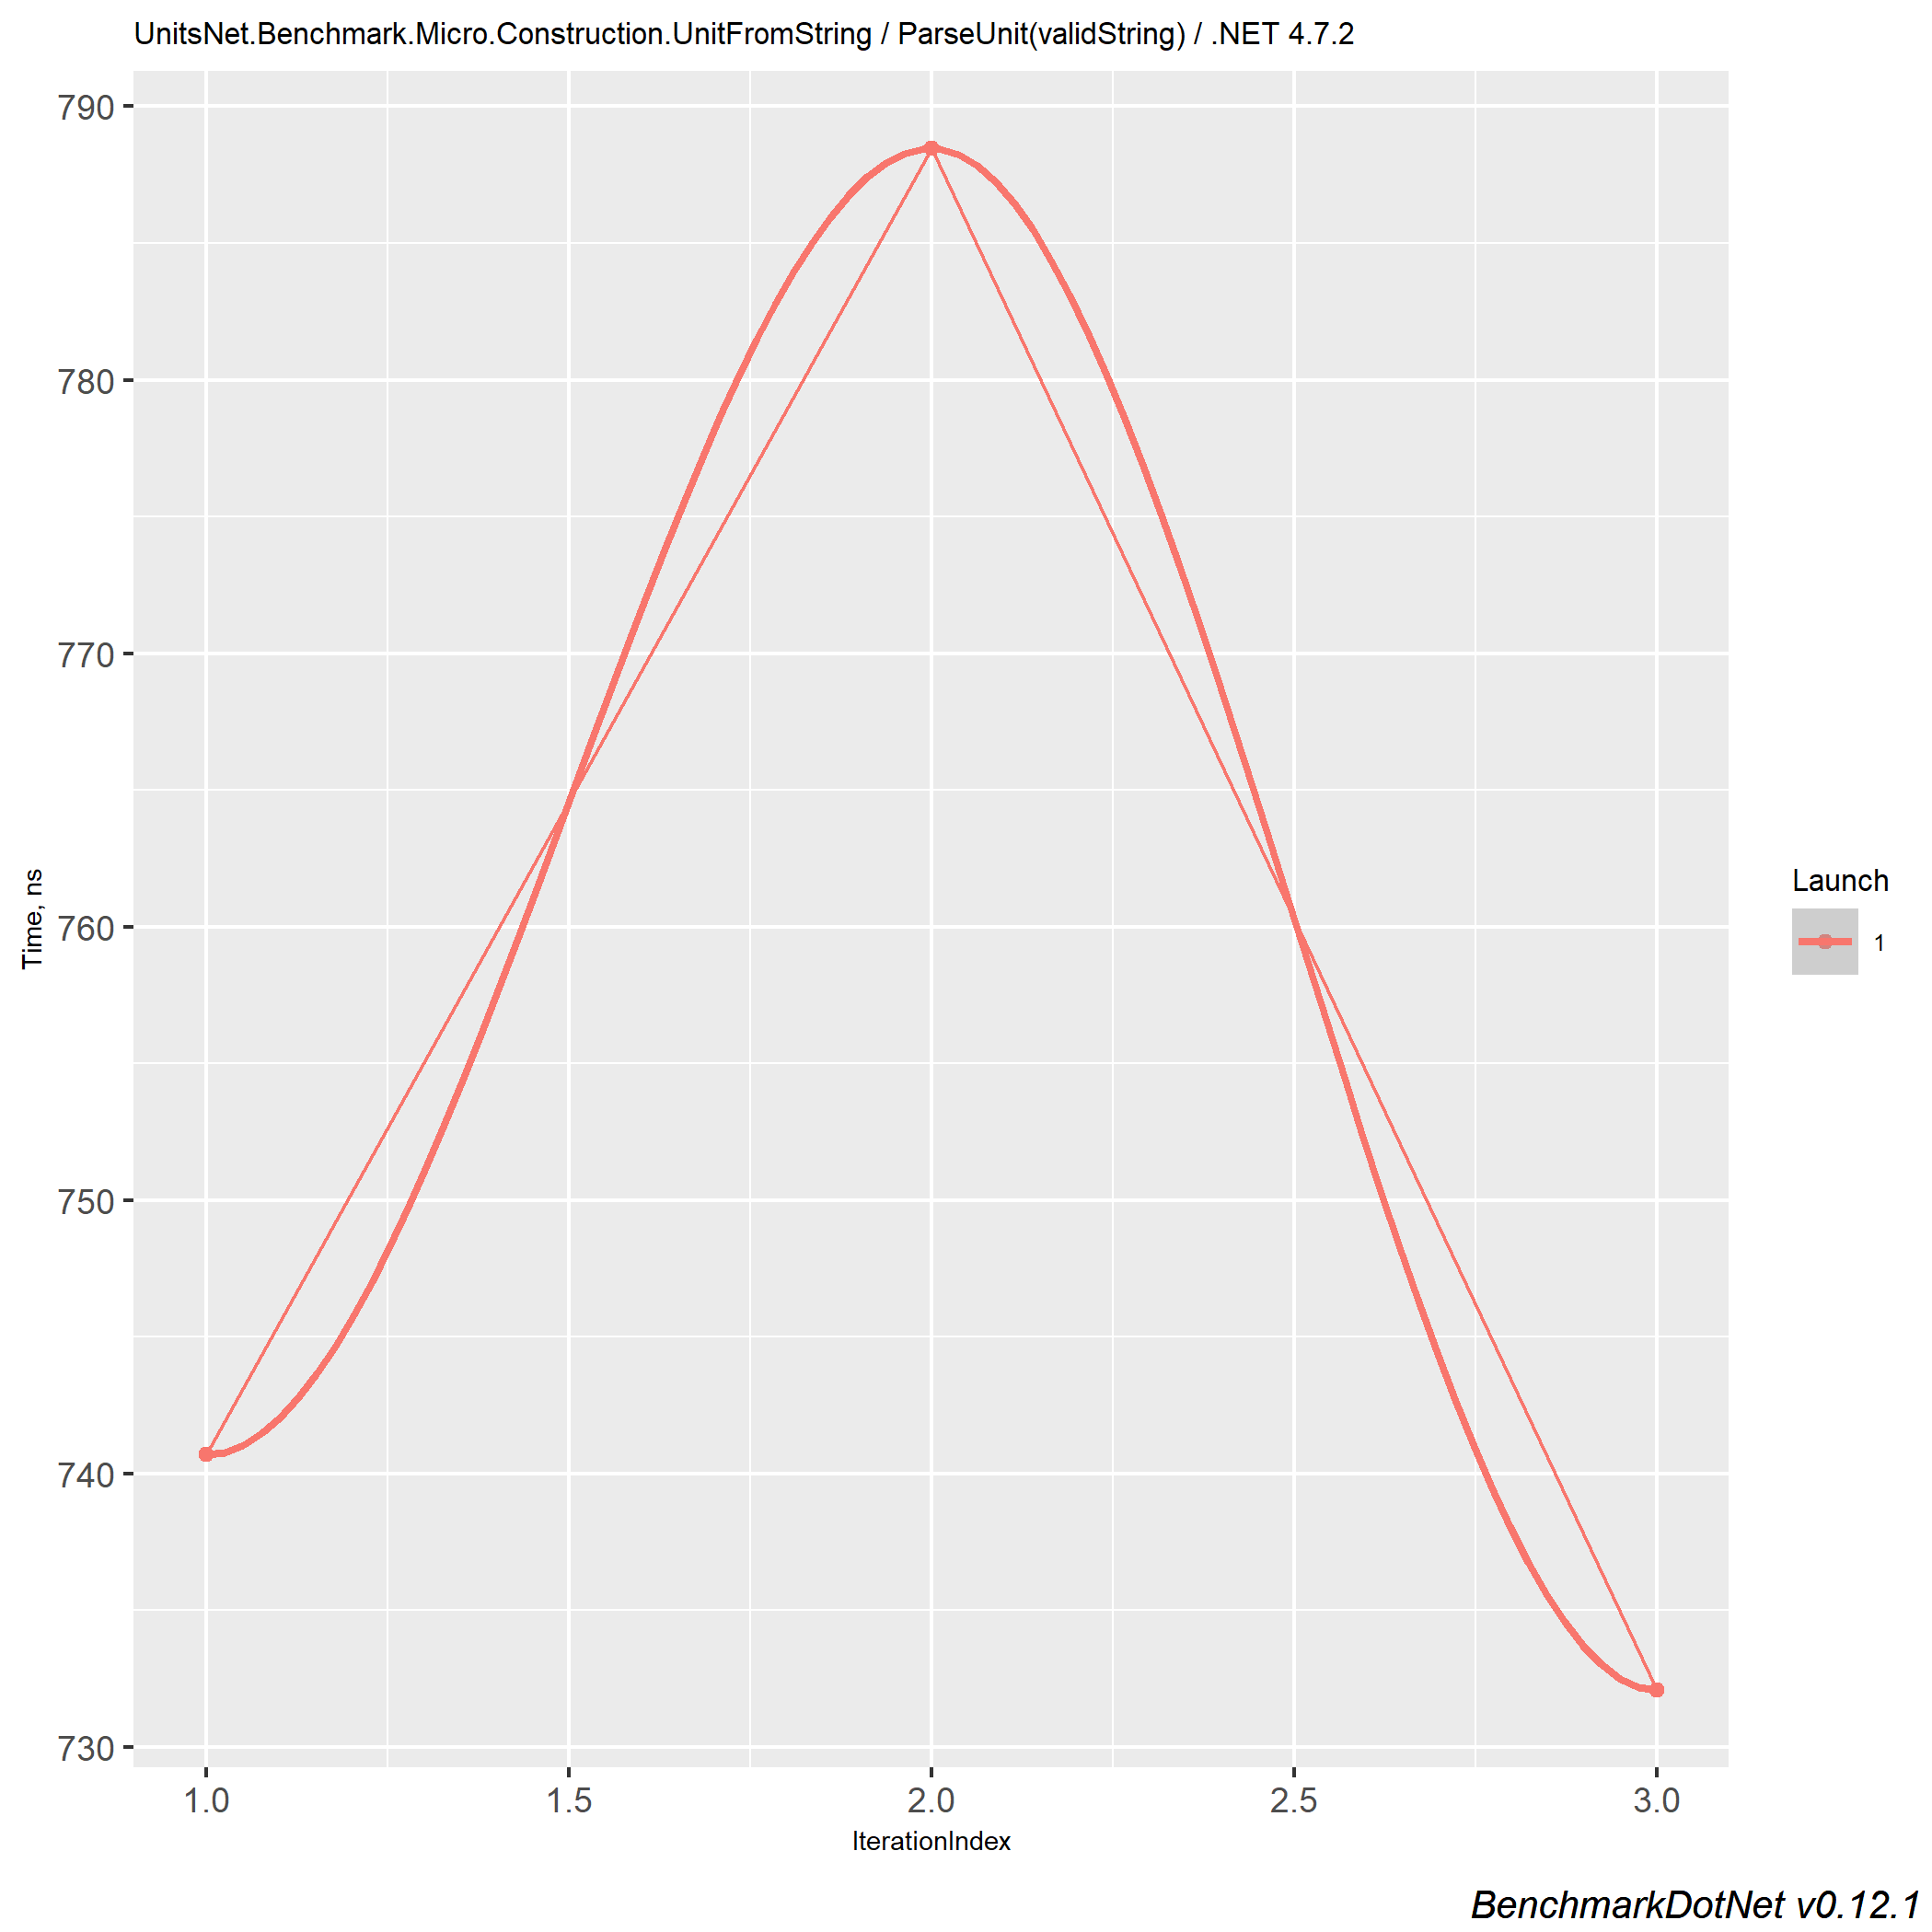 UnitsNet.Benchmark.Micro.Construction.UnitFromString / ParseUnit(validString) / .NET 4.7.2
790
780
770
760
750
740
730
Time, ns
1.0 1.5 2.0 2.5 3.0
IterationIndex
Launch
1
BenchmarkDotNet v0.12.1